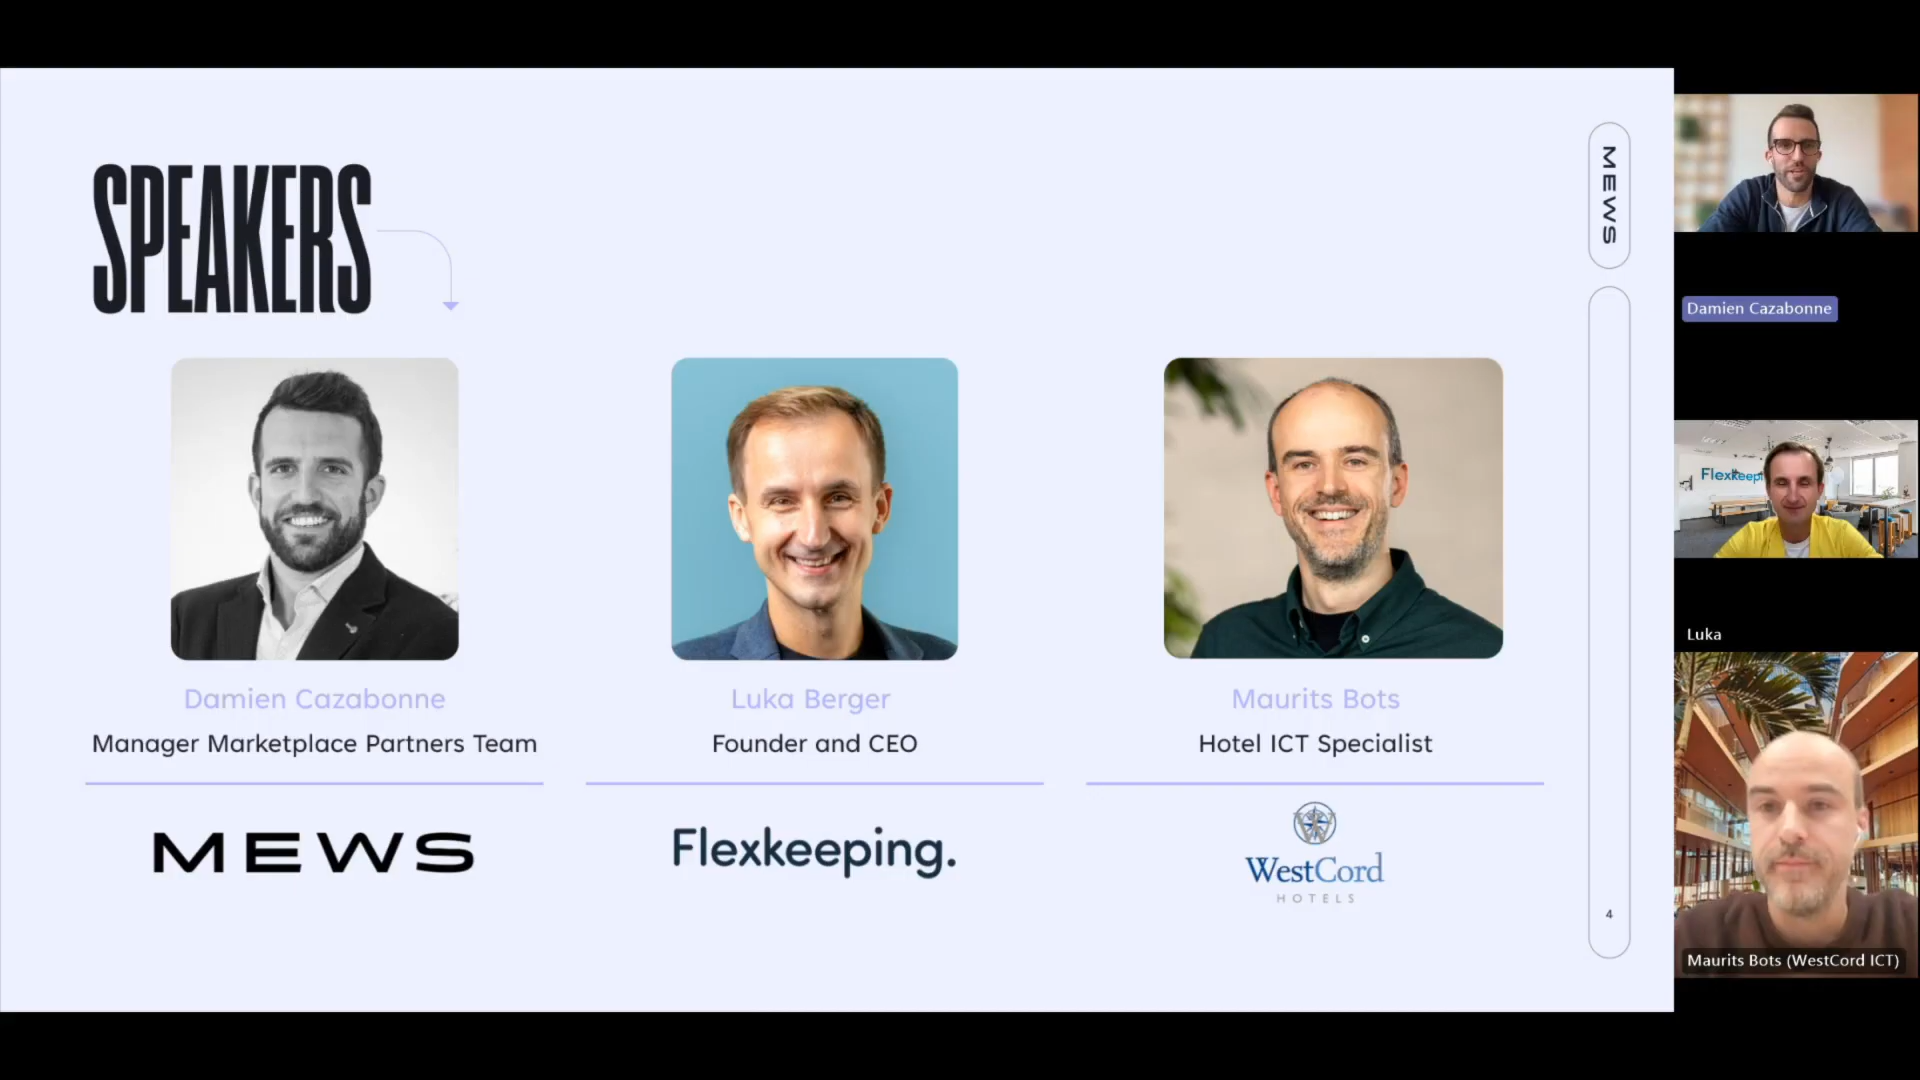 SPEAKERS
MEWS
Damien Cazabonne
Manager Marketplace Partners Team
MEWS
Luka Berger
Founder and CEO
Flexkeeping.
Maurits Bots
Hotel ICT Specialist
WestCord
HOTELS
4
Damien Cazabonne
Flexkeepi
Luka
Maurits Bots (WestCord ICT)